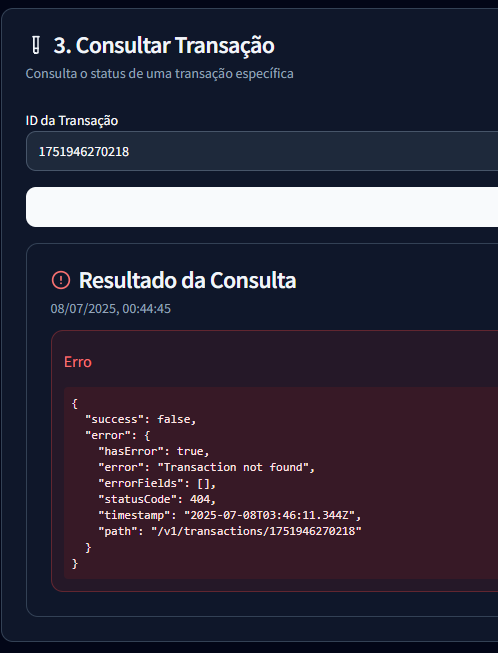 3. Consultar Transação
Consulta o status de uma transação específica
ID da Transação
1751946270218
Resultado da Consulta
08/07/2025, 00:44:45
Erro
{
  "success": false,
  "error": {
    "hasError": true,
    "error": "Transaction not found",
    "errorFields": [],
    "statusCode": 404,
    "timestamp": "2025-07-08T03:46:11.344Z",
    "path": "/v1/transactions/1751946270218"
  }
}